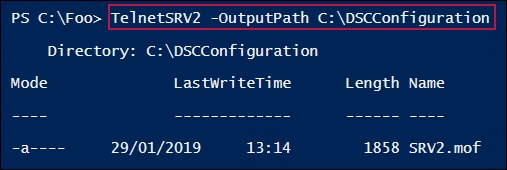 PS C:\Foo> TelnetSRV2 -OutputPath C:\DSCConfiguration
Directory: C:\DSCConfiguration
Mode LastWriteTime Length Name
---- ------------- ------ ----
-a---- 29/01/2019 13:14 1858 SRV2.mof